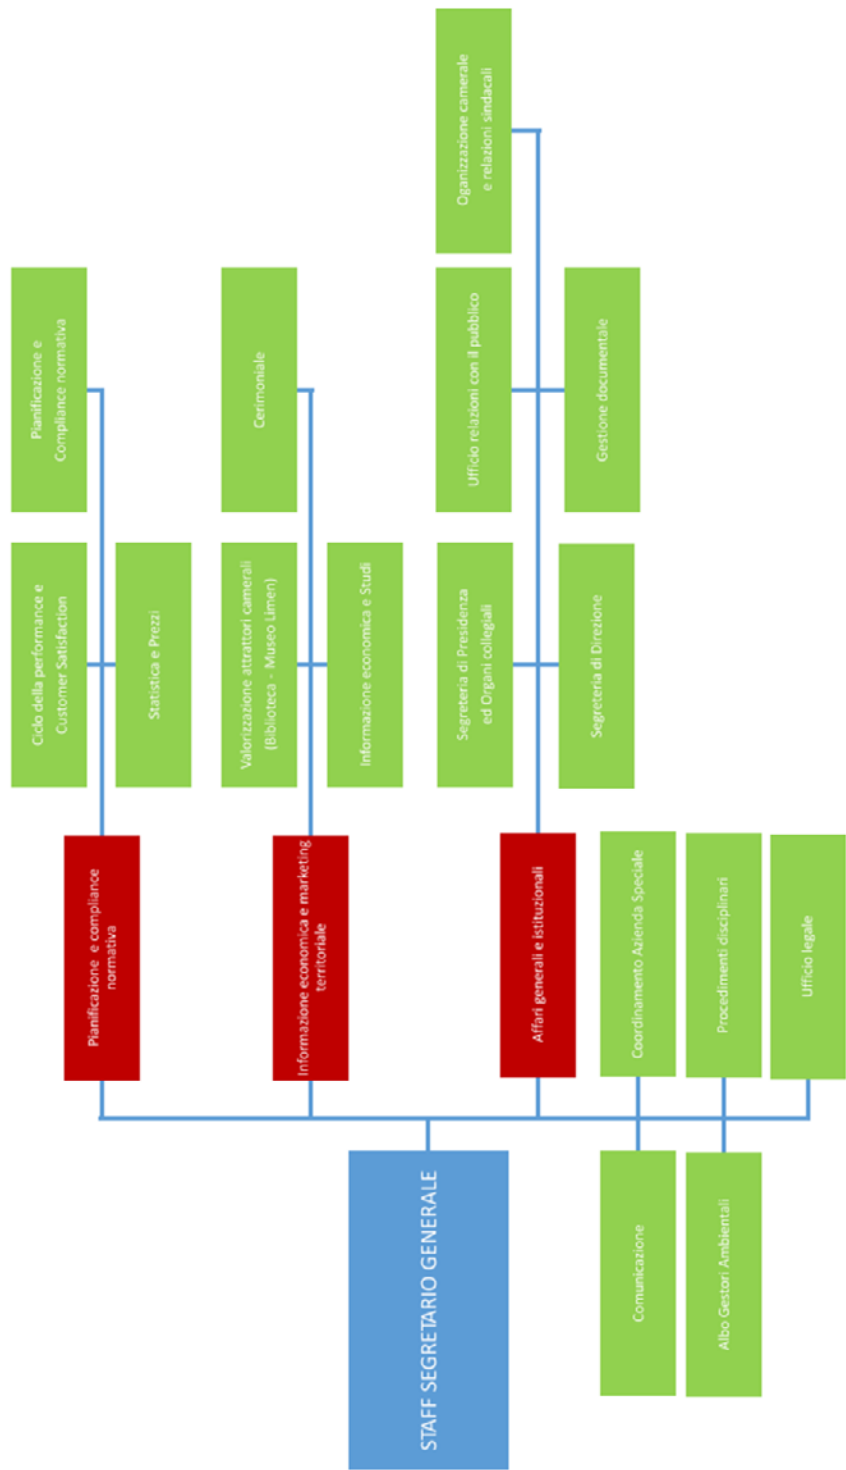 STAFF SEGRETARIO GENERALE
Pianificazione e compliance
normativa
Ciclo della performance e
Customer Satisfaction
Statistica e Prezzi
Pianificazione e
Compliance normativa
Informazione economica e marketing
territoriale
Valorizzazione attrattori camerali
(Biblioteca - Museo Limen)
Informazione economica e Studi
Cerimoniale
Affari generali e istituzionali
Segreteria di Presidenza
ed Organi collegiali
Segreteria di Direzione
Ufficio relazioni con il pubblico
Gestione documentale
Oganizzazione camerale
e relazioni sindacali
Comunicazione
Coordinamento Azienda Speciale
Albo Gestori Ambientali
Procedimenti disciplinari
Ufficio legale